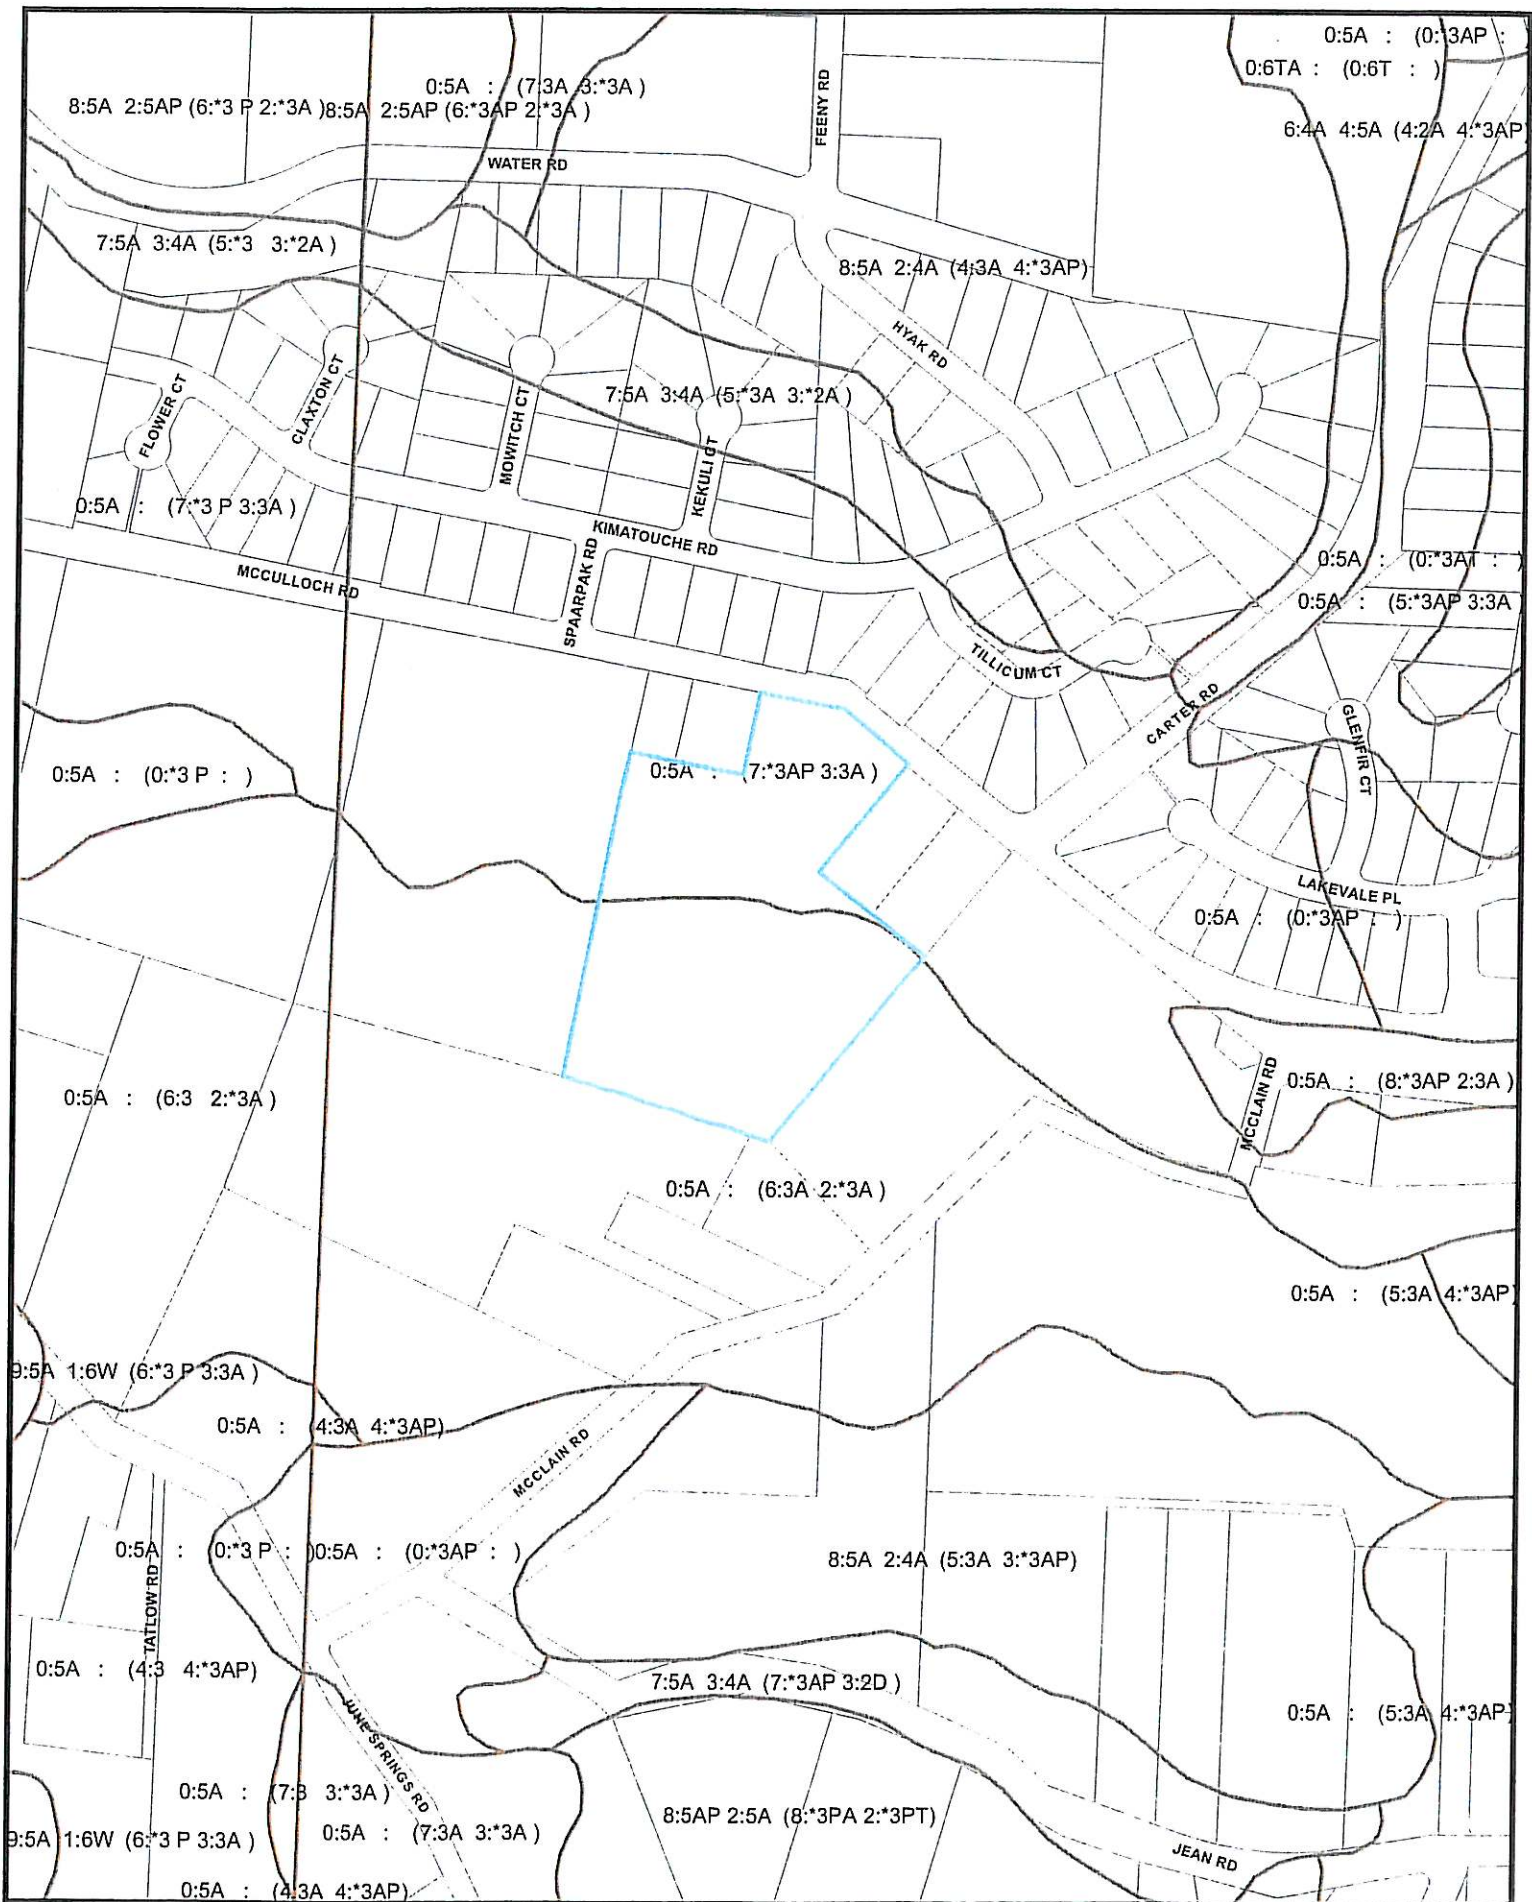 0:5A : (0:*3AP :
0:6TA : (0:6T : )
0:5A : (7:3A 3:*3A )
8:5A 2:5AP (6:*3 P 2:*3A )
8:5A 2:5AP (6:*3AP 2:*3A )
FEENY RD
6:4A 4:5A (4:2A 4:*3AP)
WATER RD
7:5A 3:4A (5:*3 3:*2A )
8:5A 2:4A (4:3A 4:*3AP)
HYAK RD
CLAXTON CT
7:5A 3:4A (5:*3A 3:*2A )
FLOWER CT
MOWITCH CT
KEKULI CT
0:5A : (7:*3 P 3:3A )
KIMATOUCHE RD
0:5A : (0:*3AT : )
MCCULLOCH RD
SPAARPAK RD
0:5A : (5:*3AP 3:3A
TILLICUM CT
CARTER RD
GLENFIR CT
0:5A : (0:*3 P : )
0:5A : (7:*3AP 3:3A )
LAKEVALE PL
0:5A : (0:*3AP : )
0:5A : (6:3 2:*3A )
MCCLAIN RD
0:5A : (8:*3AP 2:3A )
0:5A : (6:3A 2:*3A )
0:5A : (5:3A 4:*3AP)
9:5A 1:6W (6:*3 P 3:3A )
0:5A : (4:3A 4:*3AP)
MCCLAIN RD
0:5A : (0:*3 P : )
0:5A : (0:*3AP : )
8:5A 2:4A (5:3A 3:*3AP)
TATLOW RD
0:5A : (4:3 4:*3AP)
7:5A 3:4A (7:*3AP 3:2D )
JUNE SPRINGS RD
0:5A : (5:3A 4:*3AP)
0:5A : (7:3 3:*3A )
8:5AP 2:5A (8:*3PA 2:*3PT)
9:5A 1:6W (6:*3 P 3:3A )
0:5A : (7:3A 3:*3A )
JEAN RD
0:5A : (4:3A 4:*3AP)